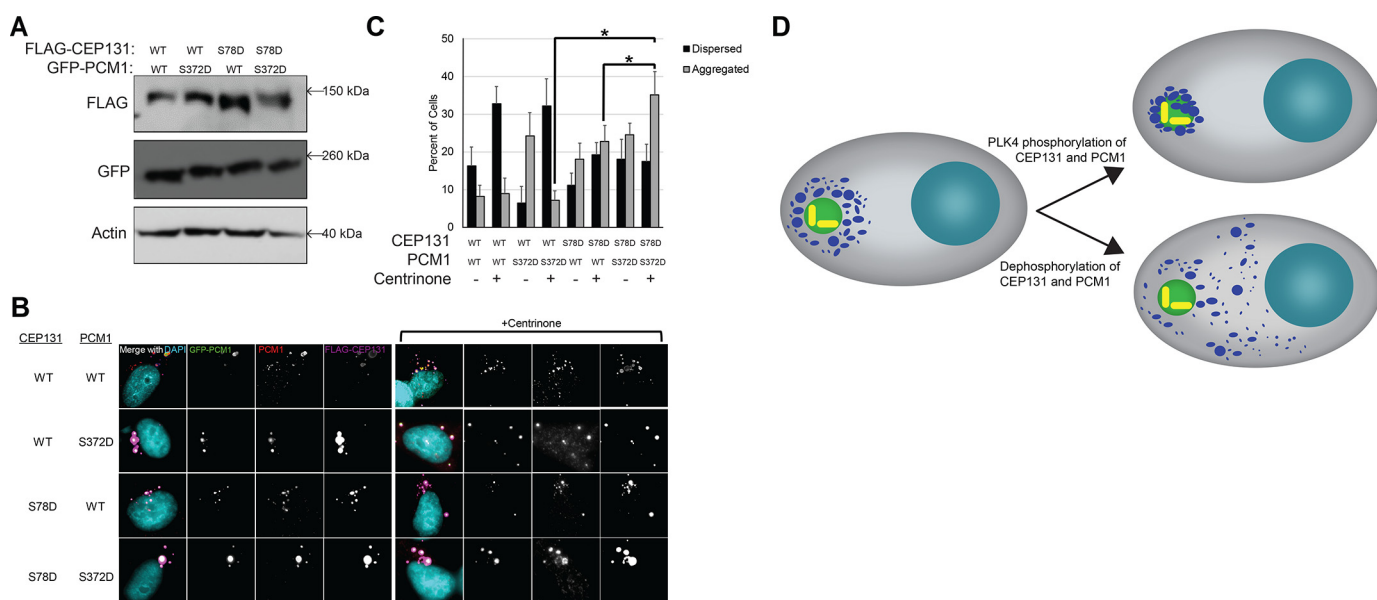 A
FLAG-CEP131: WT WT S78D S78D
GFP-PCM1: WT S372D WT S372D
FLAG
150 kDa
GFP
260 kDa
Actin
40 kDa
B
+Centrinone
CEP131 PCM1
Merge with DAPI GFP-PCM1 PCM1 FLAG-CEP131
WT WT
WT S372D
S78D WT
S78D S372D
C
Percent of Cells
50
40
30
20
10
0
* *
Dispersed
Aggregated
CEP131 WT WT WT WT S78D S78D S78D S78D
PCM1 WT WT S372D S372D WT WT S372D S372D
Centrinone - + - + - + - +
D
PLK4 phosphorylation of
CEP131 and PCM1
Dephosphorylation of
CEP131 and PCM1